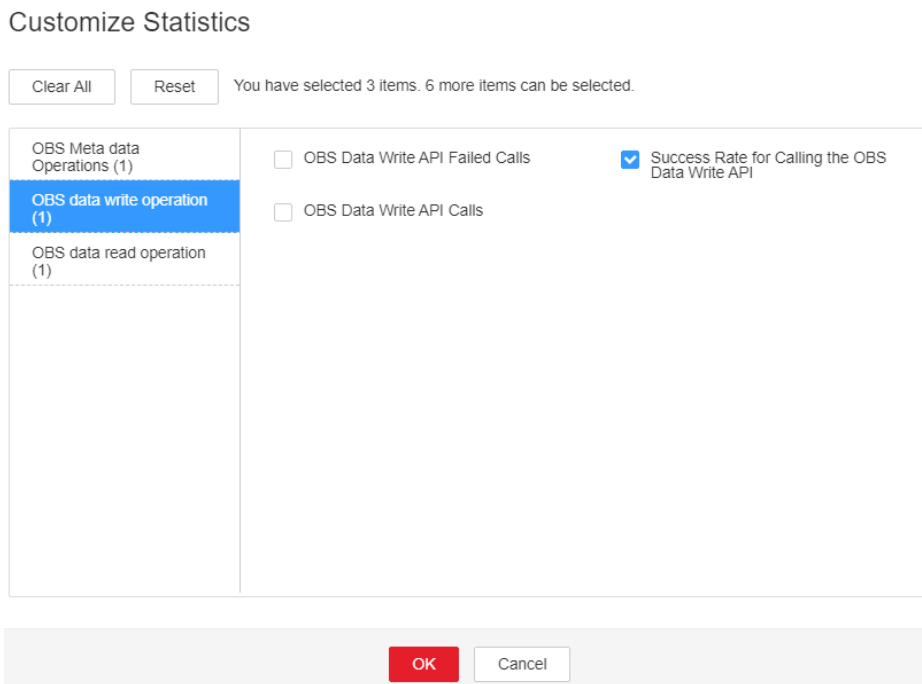 Customize Statistics
Clear All
Reset
You have selected 3 items. 6 more items can be selected.
OBS Meta data
Operations (1)
OBS data write operation
(1)
OBS data read operation
(1)
OBS Data Write API Failed Calls
Success Rate for Calling the OBS
Data Write API
OBS Data Write API Calls
OK
Cancel